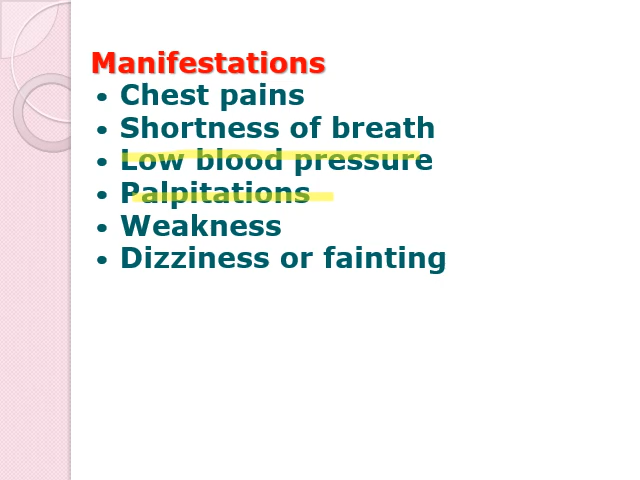 Manifestations
• Chest pains
• Shortness of breath
• Low blood pressure
• Palpitations
• Weakness
• Dizziness or fainting